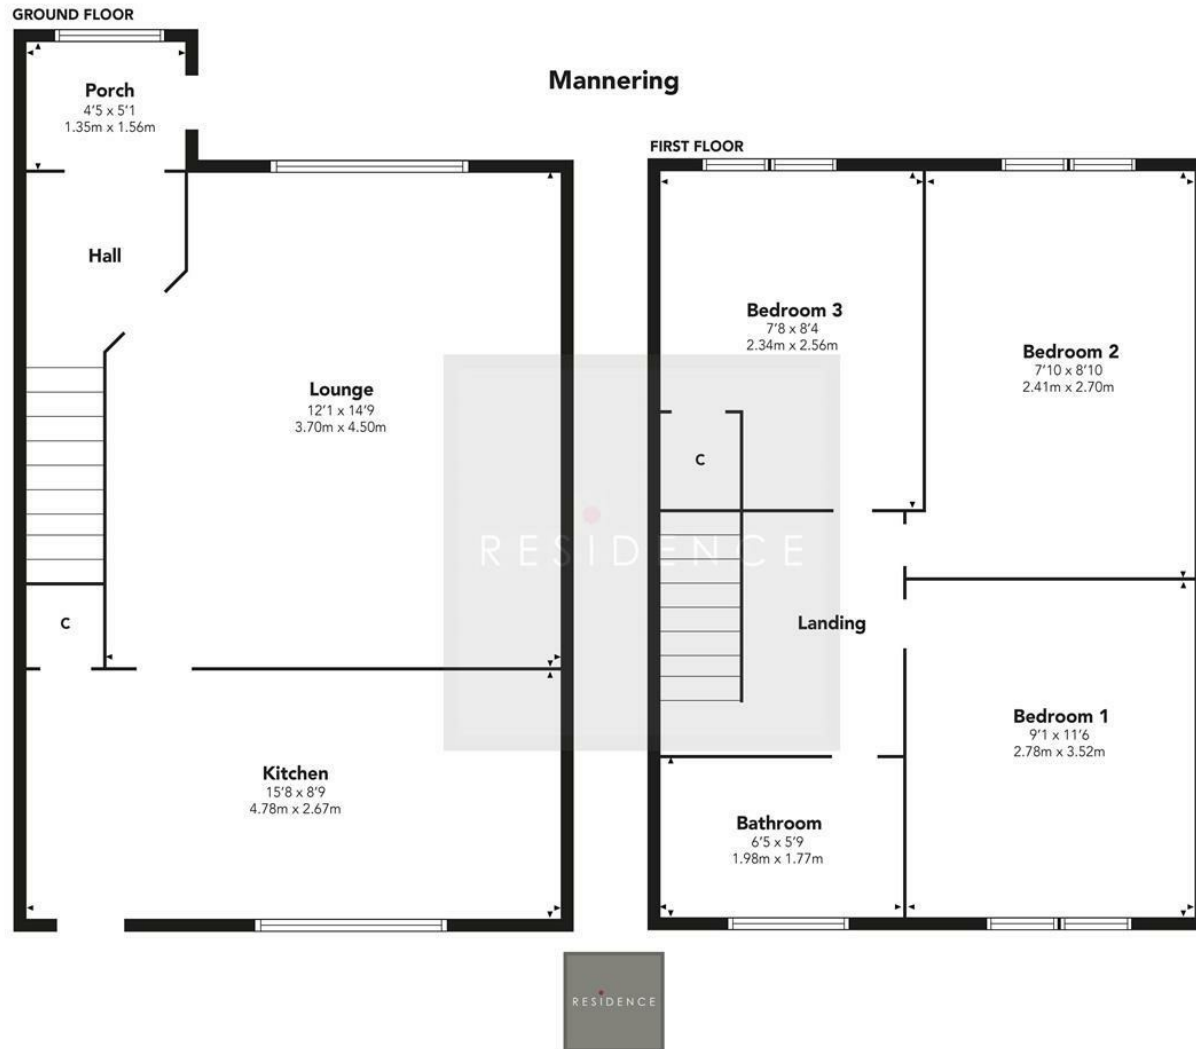 GROUND FLOOR
Mannering
Porch
4'5 x 5'1
1.35m x 1.56m
Hall
Lounge
12'1 x 14'9
3.70m x 4.50m
C
Kitchen
15'8 x 8'9
4.78m x 2.67m
FIRST FLOOR
Bedroom 3
7'8 x 8'4
2.34m x 2.56m
Bedroom 2
7'10 x 8'10
2.41m x 2.70m
C
Landing
Bedroom 1
9'1 x 11'6
2.78m x 3.52m
Bathroom
6'5 x 5'9
1.98m x 1.77m
RESIDENCE
RESIDENCE